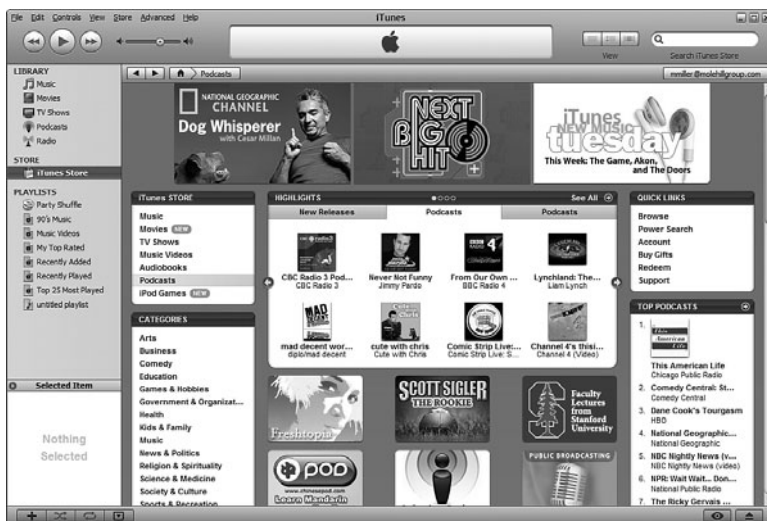 File Edit Controls View Store Advanced Help
iTunes
View
Search iTunes Store
LIBRARY
Music
Movies
TV Shows
Podcasts
Radio
STORE
iTunes Store
PLAYLISTS
Party Shuffle
90's Music
Music Videos
My Top Rated
Recently Added
Recently Played
Top 25 Most Played
untitled playlist
Selected Item
Nothing
Selected
Podcasts
mmiller@molehillgroup.com
NATIONAL GEOGRAPHIC
CHANNEL
Dog Whisperer
with Cesar Millan
NEXT
BIG
HIT
iTunes
NEW MUSIC
tuesday
This Week: The Game, Akon,
and The Doors
iTunes STORE
Music
Movies NEW
TV Shows
Music Videos
Audiobooks
Podcasts
iPod Games NEW
CATEGORIES
Arts
Business
Comedy
Education
Games & Hobbies
Government & Organizat...
Health
Kids & Family
Music
News & Politics
Religion & Spirituality
Science & Medicine
Society & Culture
Sports & Recreation
HIGHLIGHTS
See All
New Releases
Podcasts
Podcasts
CBC Radio 3 Pod...
CBC Radio 3
Never Not Funny
Jimmy Pardo
From Our Own ...
BBC Radio 4
Lynchland: The...
Liam Lynch
mad decent wor...
diplo/mad decent
cute with chris
Cute with Chris
Comic Strip Live:...
Comic Strip Live: S...
Channel 4's thisi...
Channel 4 (Video)
Freshtopia
SCOTT SIGLER
THE ROOKIE
Faculty
Lectures
from
Stanford
University
POD
www.chinesepod.com
Learn Mandarin
PUBLIC BROADCASTING
QUICK LINKS
Browse
Power Search
Account
Buy Gifts
Redeem
Support
TOP PODCASTS
1.
This
American
Life
This American Life
Chicago Public Radio
2. Comedy Central: St...
Comedy Central
3. Dane Cook's Tourgasm
HBO
4. National Geographic...
National Geographic
5. NBC Nightly News (v...
NBC Nightly News (video)
6. NPR: Wait Wait... Don...
National Public Radio
7. The Ricky Gervais ...